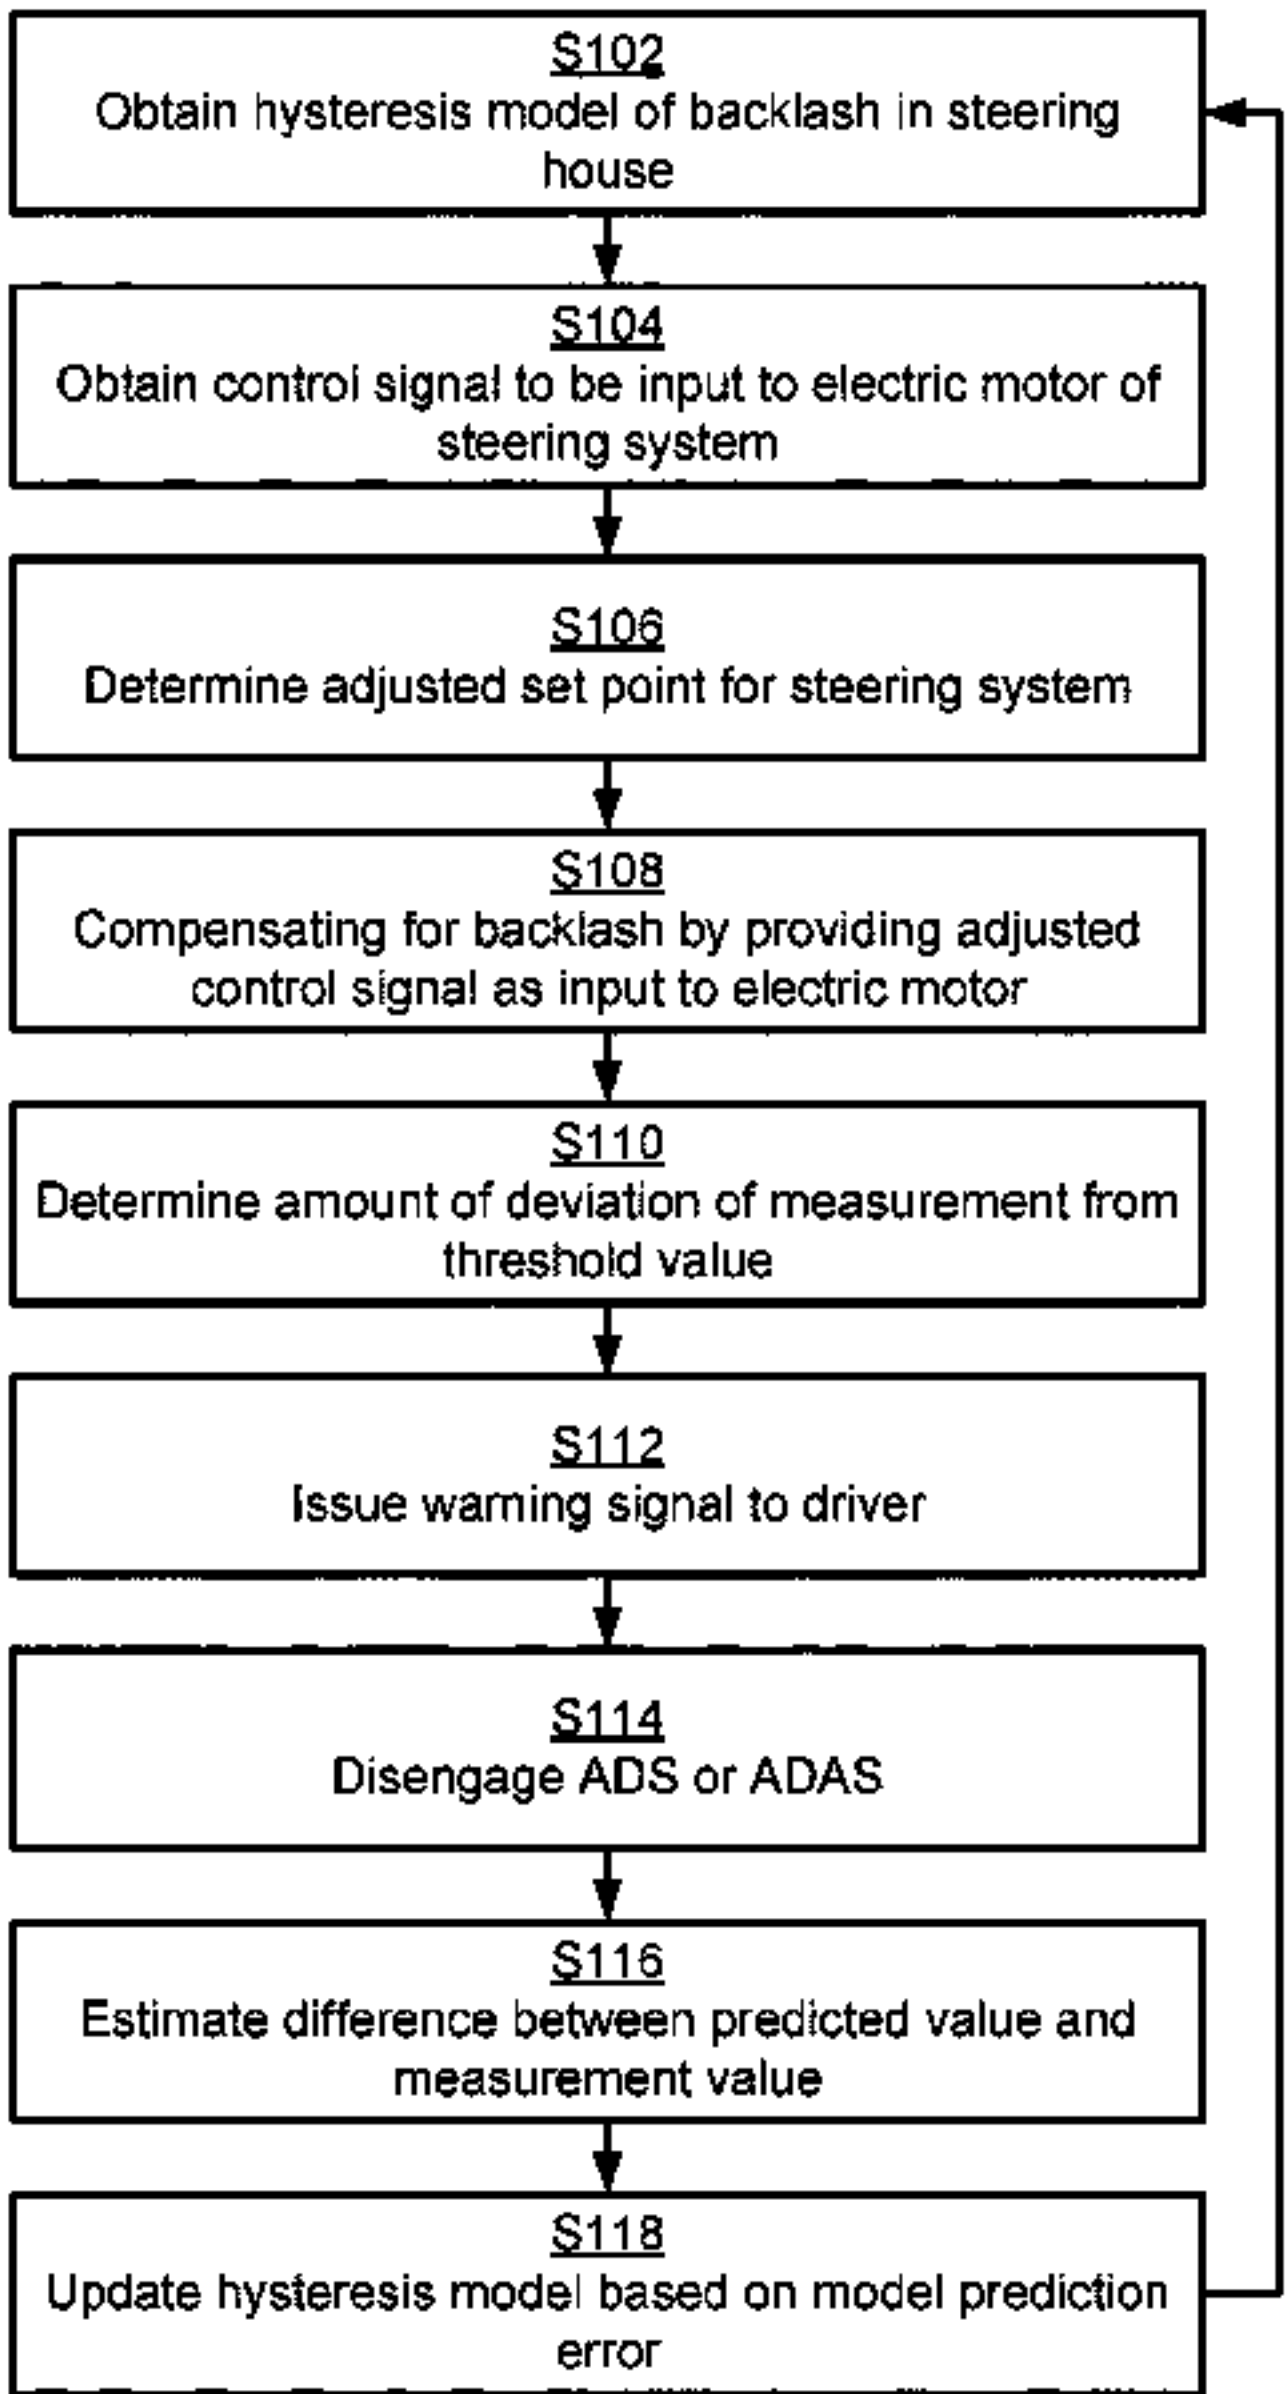 S102
Obtain hysteresis model of backlash in steering
house
S104
Obtain control signal to be input to electric motor of
steering system
S106
Determine adjusted set point for steering system
S108
Compensating for backlash by providing adjusted
control signal as input to electric motor
S110
Determine amount of deviation of measurement from
threshold value
S112
Issue warning signal to driver
S114
Disengage ADS or ADAS
S116
Estimate difference between predicted value and
measurement value
S118
Update hysteresis model based on model prediction
error